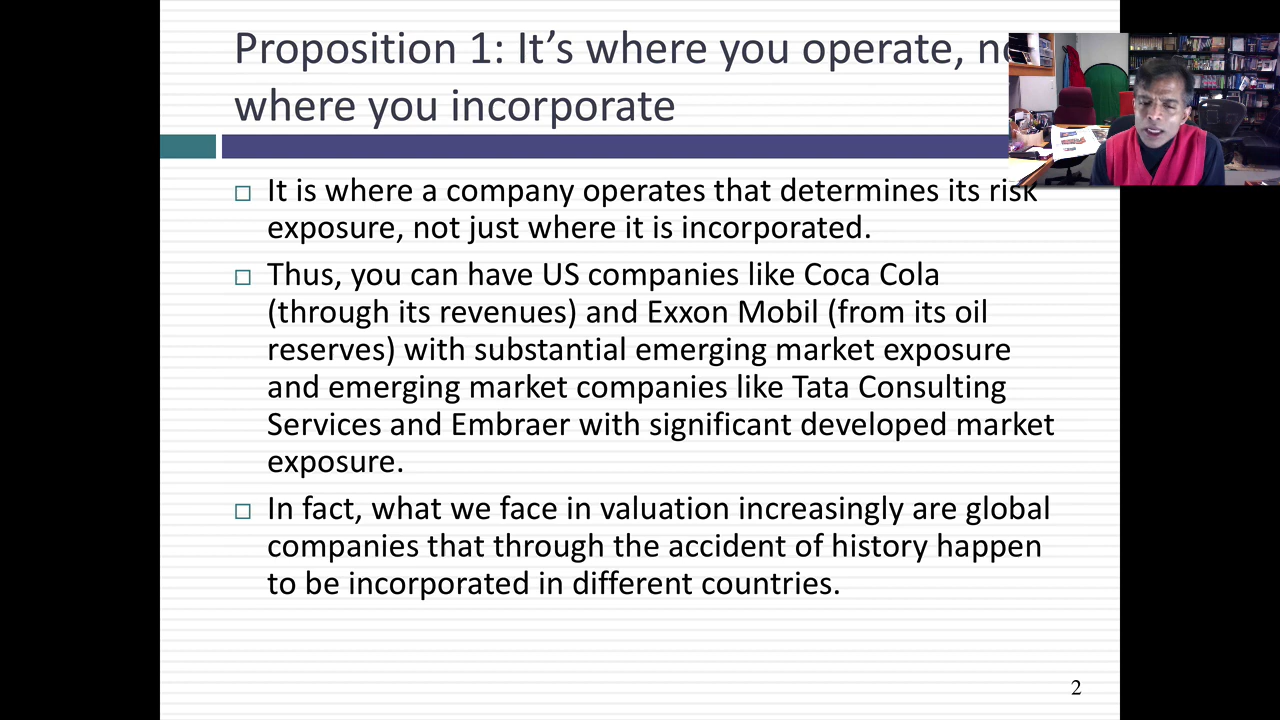 Proposition 1: It’s where you operate,
where you incorporate
□ It is where a company operates that determines its risk
exposure, not just where it is incorporated.
□ Thus, you can have US companies like Coca Cola
(through its revenues) and Exxon Mobil (from its oil
reserves) with substantial emerging market exposure
and emerging market companies like Tata Consulting
Services and Embraer with significant developed market
exposure.
□ In fact, what we face in valuation increasingly are global
companies that through the accident of history happen
to be incorporated in different countries.
2